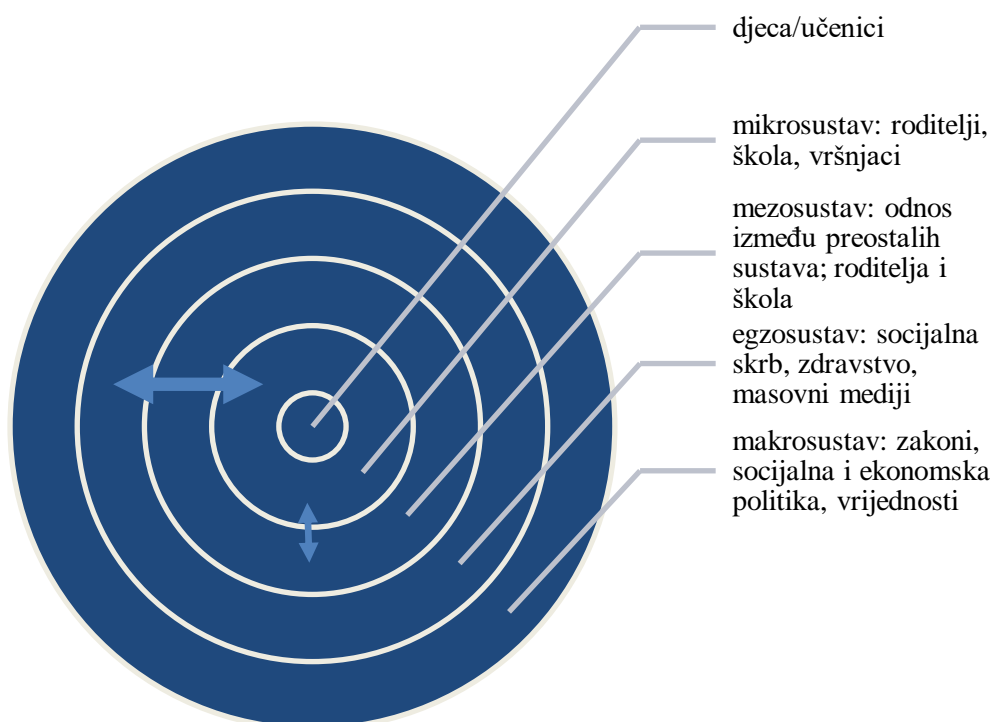 djeca/učenici
mikrosustav: roditelji,
škola, vršnjaci
mezosustav: odnos
između preostalih
sustava; roditelja i
škola
egzosustav: socijalna
skrb, zdravstvo,
masovni mediji
makrosustav: zakoni,
socijalna i ekonomska
politika, vrijednosti